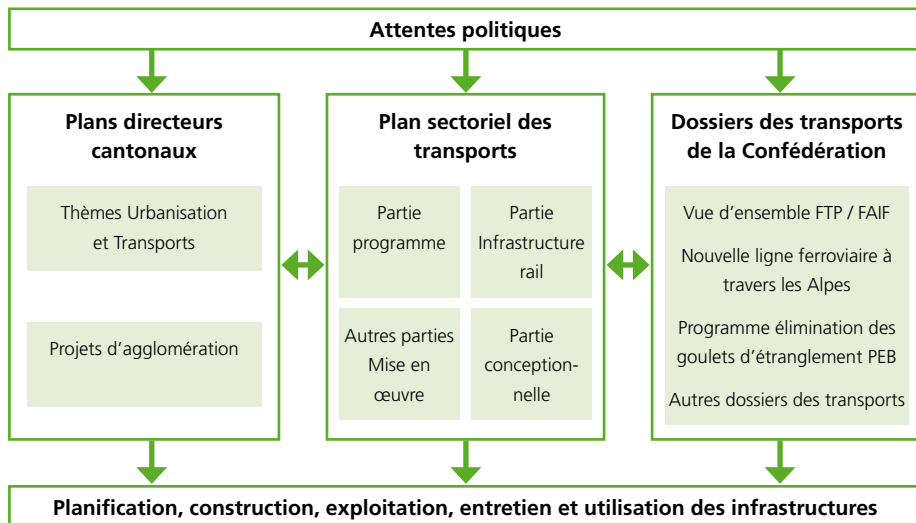 Attentes politiques
Plans directeurs
cantonaux
Thèmes Urbanisation
et Transports
Projets d'agglomération
Plan sectoriel des
transports
Partie
programme
Partie
Infrastructure
rail
Autres parties
Mise en
œuvre
Partie
conception-
nelle
Dossiers des transports
de la Confédération
Vue d'ensemble FTP / FAIF
Nouvelle ligne ferroviaire à
travers les Alpes
Programme élimination des
goulets d'étranglement PEB
Autres dossiers des transports
Planification, construction, exploitation, entretien et utilisation des infrastructures